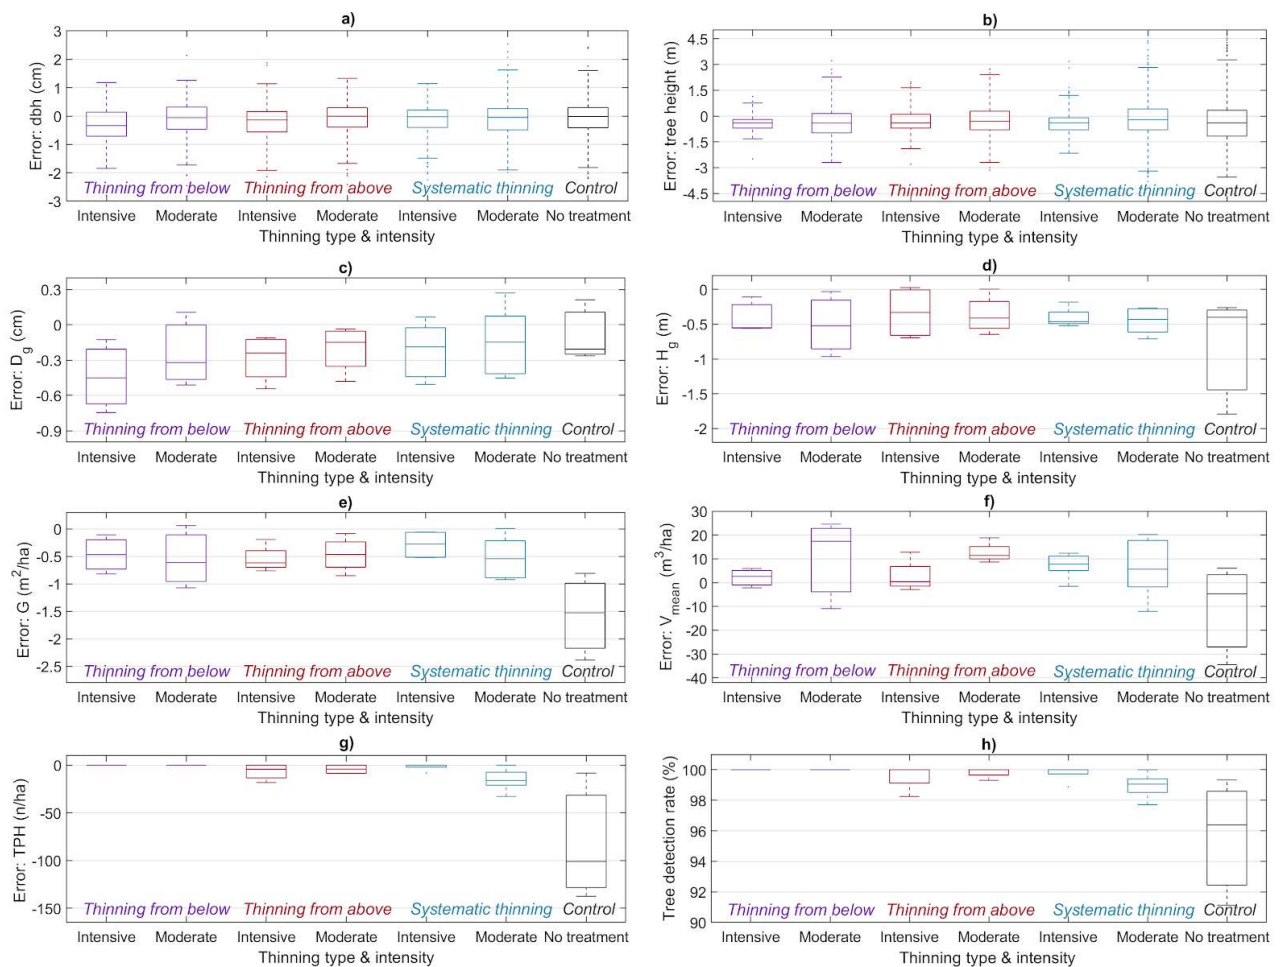 a)
3
2
1
0
-1
-2
-3
Error: dbh (cm)
Thinning from below Thinning from above Systematic thinning Control
Intensive Moderate Intensive Moderate Intensive Moderate No treatment
Thinning type & intensity
b)
4.5
3
1.5
0
-1.5
-3
-4.5
Error: tree height (m)
Thinning from below Thinning from above Systematic thinning Control
Intensive Moderate Intensive Moderate Intensive Moderate No treatment
Thinning type & intensity
c)
0.3
0
-0.3
-0.6
-0.9
Error: Dg (cm)
Thinning from below Thinning from above Systematic thinning Control
Intensive Moderate Intensive Moderate Intensive Moderate No treatment
Thinning type & intensity
d)
0
-0.5
-1
-1.5
-2
Error: Hg (m)
Thinning from below Thinning from above Systematic thinning Control
Intensive Moderate Intensive Moderate Intensive Moderate No treatment
Thinning type & intensity
e)
0
-0.5
-1
-1.5
-2
-2.5
Error: G (m²/ha)
Thinning from below Thinning from above Systematic thinning Control
Intensive Moderate Intensive Moderate Intensive Moderate No treatment
Thinning type & intensity
f)
30
20
10
0
-10
-20
-30
-40
Error: Vmean (m³/ha)
Thinning from below Thinning from above Systematic thinning Control
Intensive Moderate Intensive Moderate Intensive Moderate No treatment
Thinning type & intensity
g)
0
-50
-100
-150
Error: TPH (n/ha)
Thinning from below Thinning from above Systematic thinning Control
Intensive Moderate Intensive Moderate Intensive Moderate No treatment
Thinning type & intensity
h)
100
98
96
94
92
90
Tree detection rate (%)
Thinning from below Thinning from above Systematic thinning Control
Intensive Moderate Intensive Moderate Intensive Moderate No treatment
Thinning type & intensity